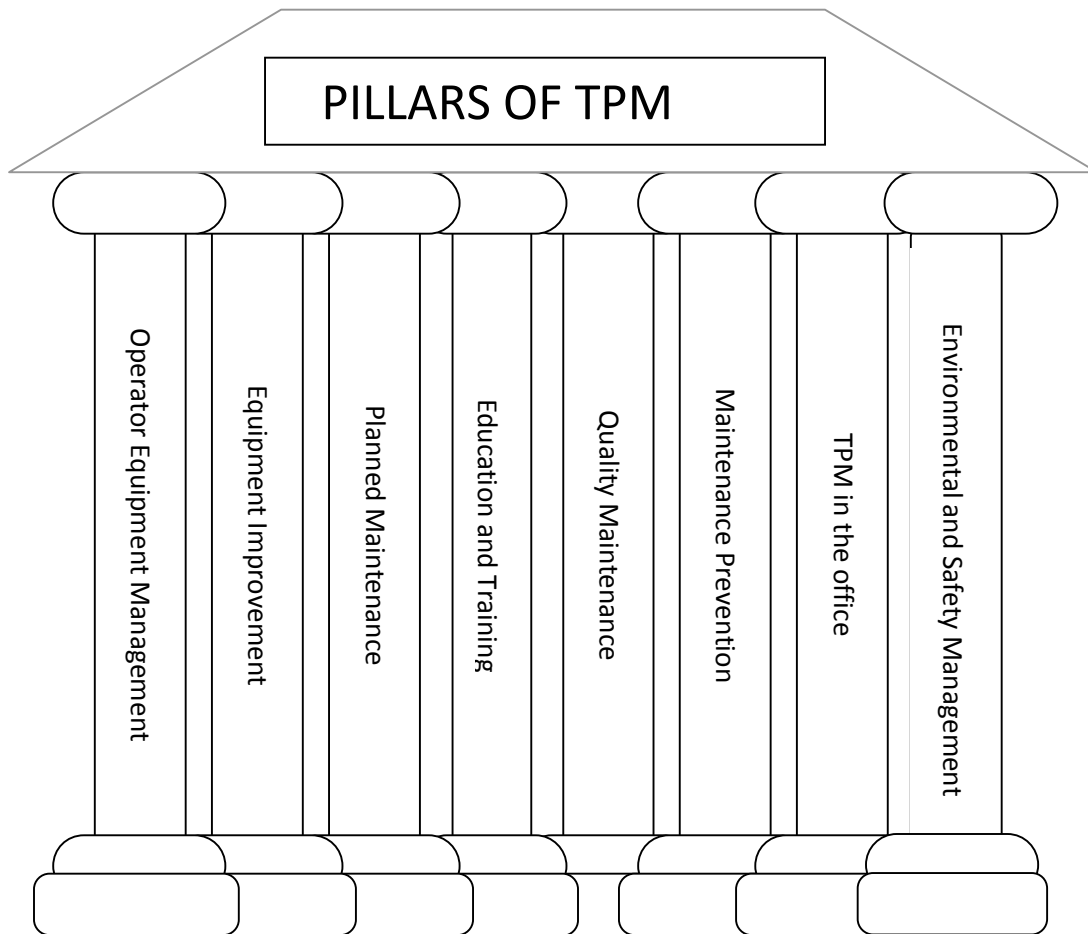 PILLARS OF TPM
Operator Equipment Management
Equipment Improvement
Planned Maintenance
Education and Training
Quality Maintenance
Maintenance Prevention
TPM in the office
Environmental and Safety Management